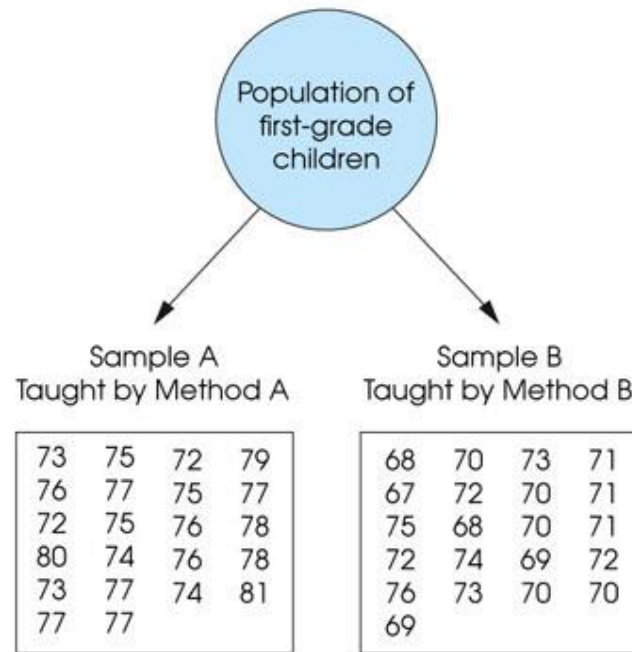 Population of
first-grade
children
Sample A
Taught by Method A
73 75 72 79
76 77 75 77
72 75 76 78
80 74 76 78
73 77 74 81
77 77
Sample B
Taught by Method B
68 70 73 71
67 72 70 71
75 68 70 71
72 74 69 72
76 73 70 70
69